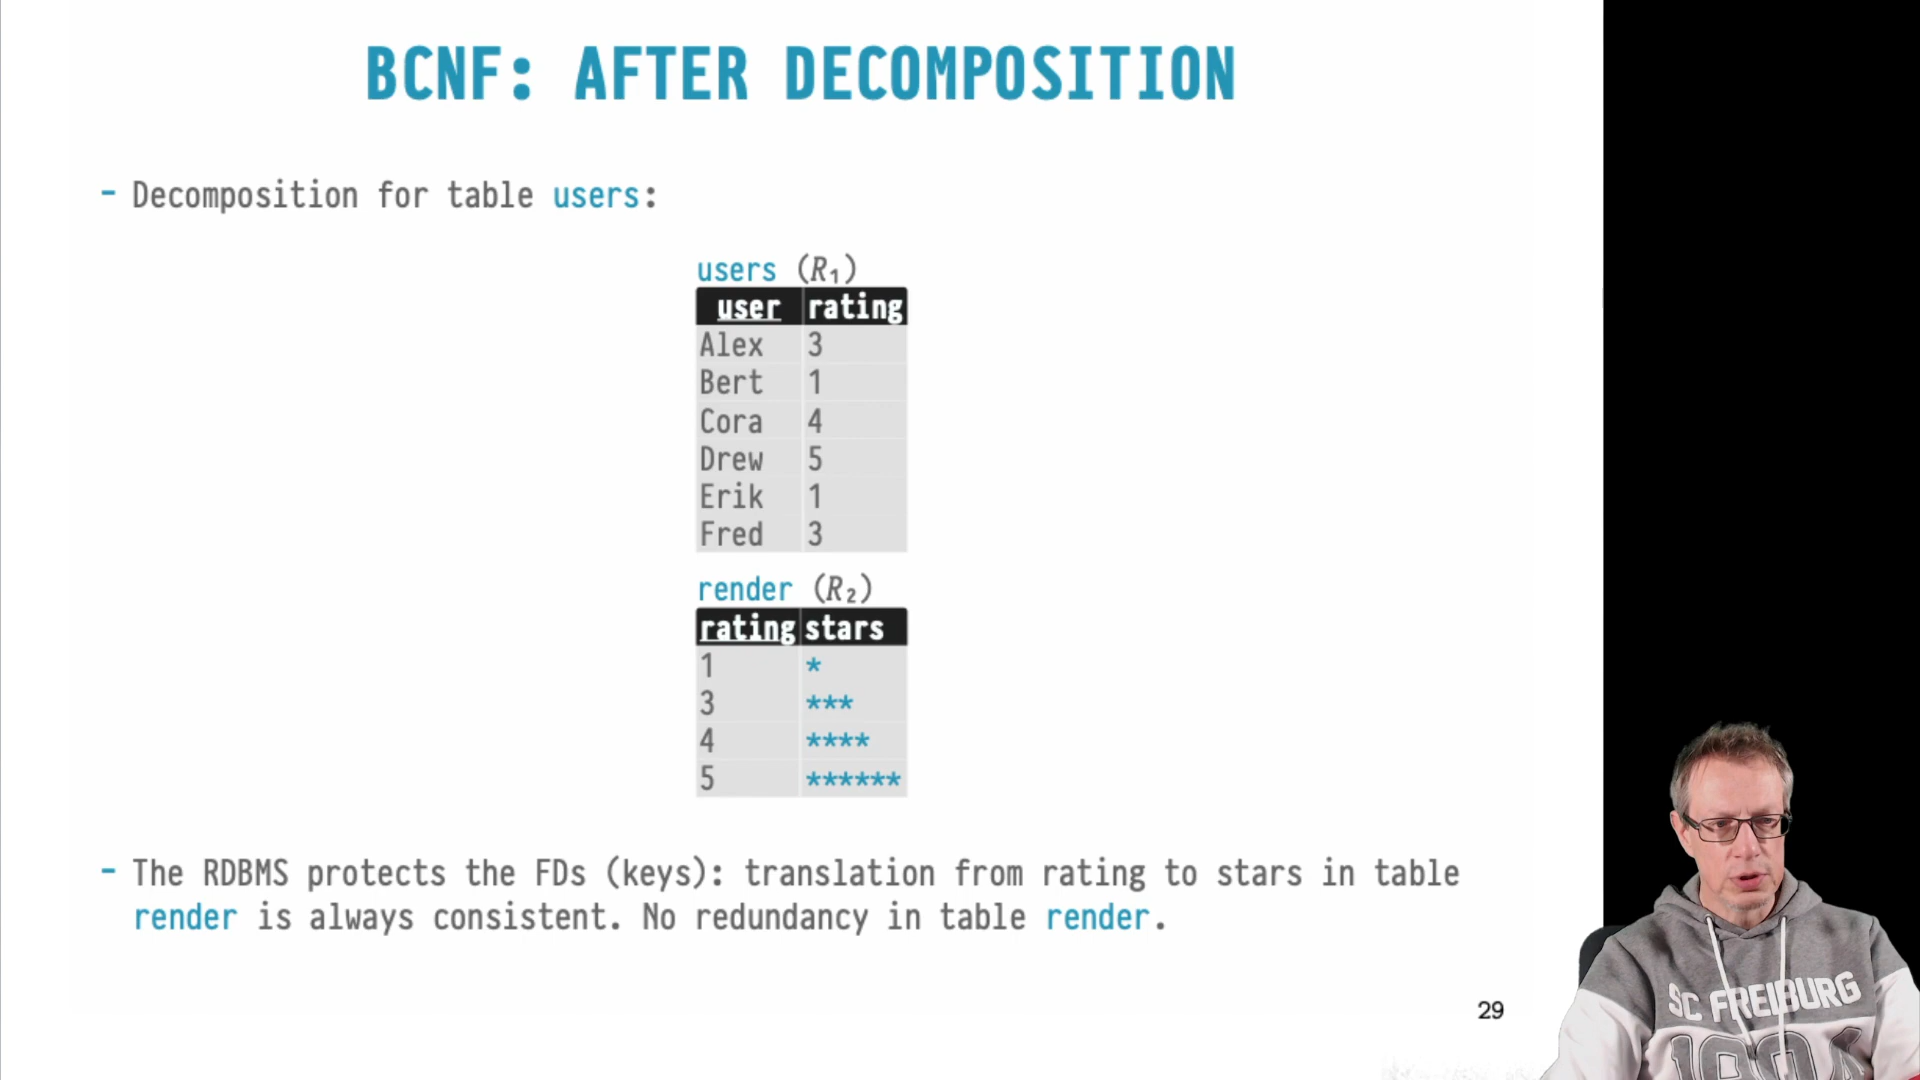 BCNF: AFTER DECOMPOSITION
- Decomposition for table users:
users (R₁)
user rating
Alex 3
Bert 1
Cora 4
Drew 5
Erik 1
Fred 3
render (R₂)
rating stars
1 *
3 ***
4 ****
5 ******
- The RDBMS protects the FDs (keys): translation from rating to stars in table
render is always consistent. No redundancy in table render.
29
SC FREIBURG